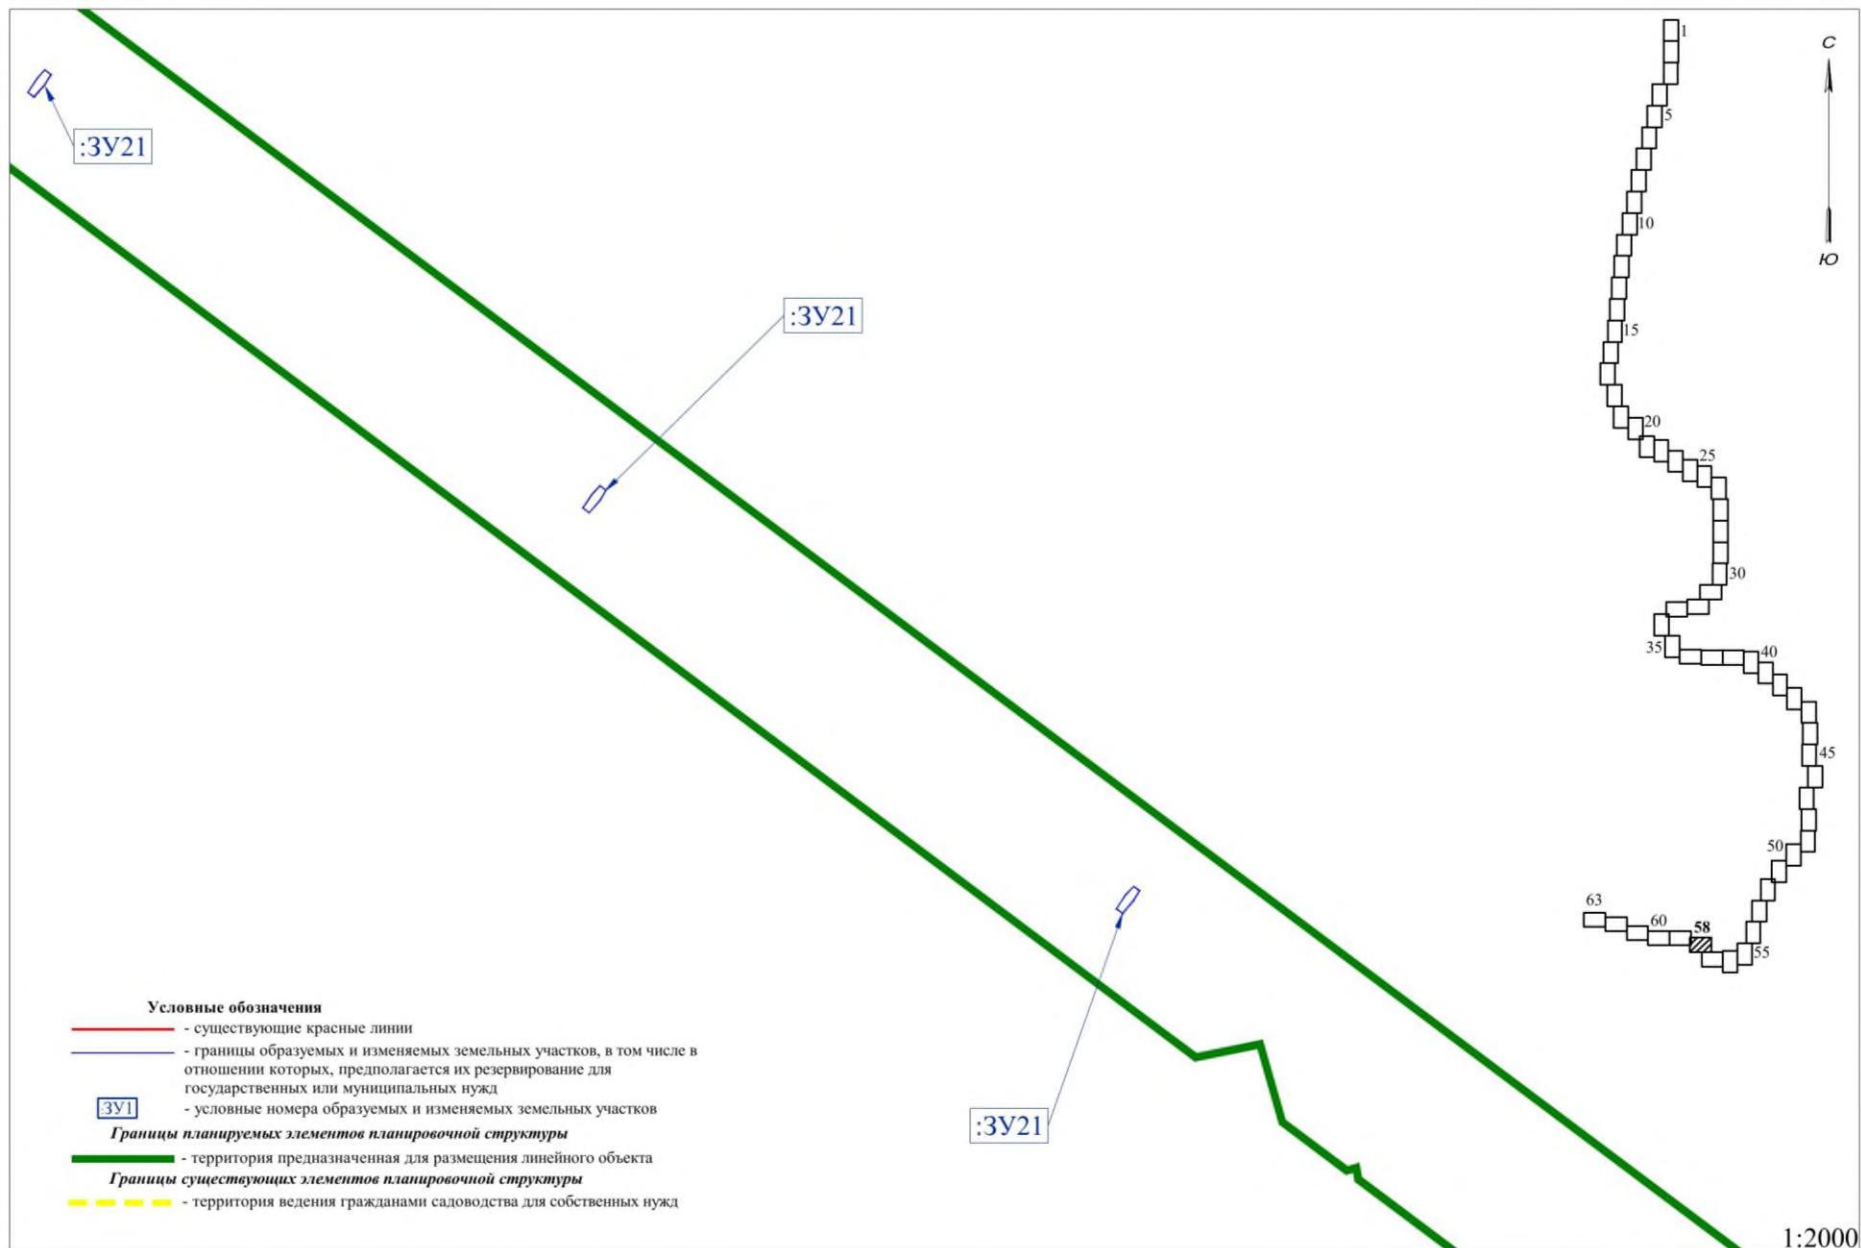 :ЗУ21
:ЗУ21
:ЗУ21
1
5
10
15
20
25
30
35
40
45
50
55
58
60
63
С
Ю
Условные обозначения
- существующие красные линии
- границы образуемых и изменяемых земельных участков, в том числе в
отношении которых, предполагается их резервирование для
государственных или муниципальных нужд
:ЗУ1
- условные номера образуемых и изменяемых земельных участков
Границы планируемых элементов планировочной структуры
- территория предназначенная для размещения линейного объекта
Границы существующих элементов планировочной структуры
- территория ведения гражданами садоводства для собственных нужд
1:2000